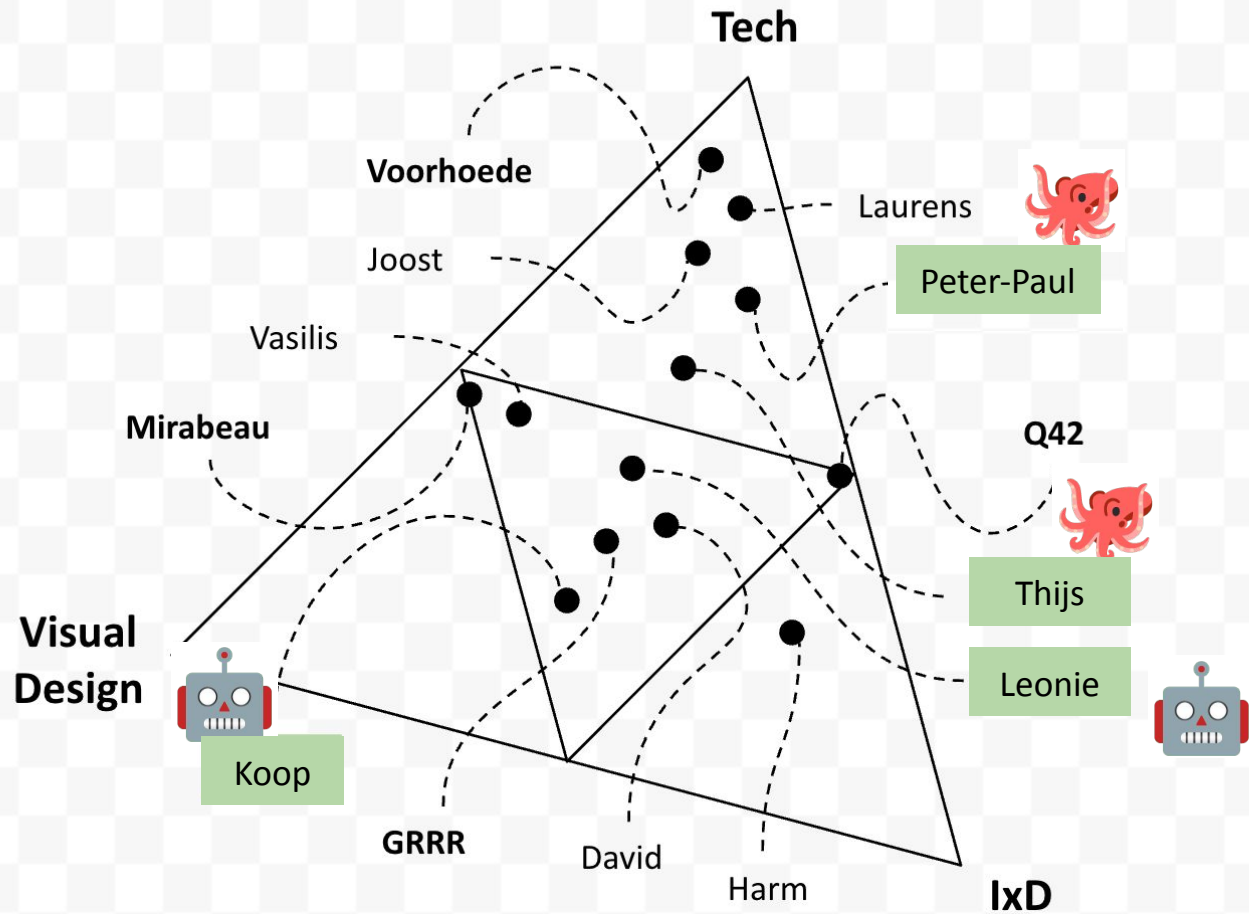 Tech
Voorhoede
Laurens
Joost
Peter-Paul
Vasilis
Mirabeau
Q42
Thijs
Visual
Design
Leonie
Koop
GRRR
David
Harm
IxD